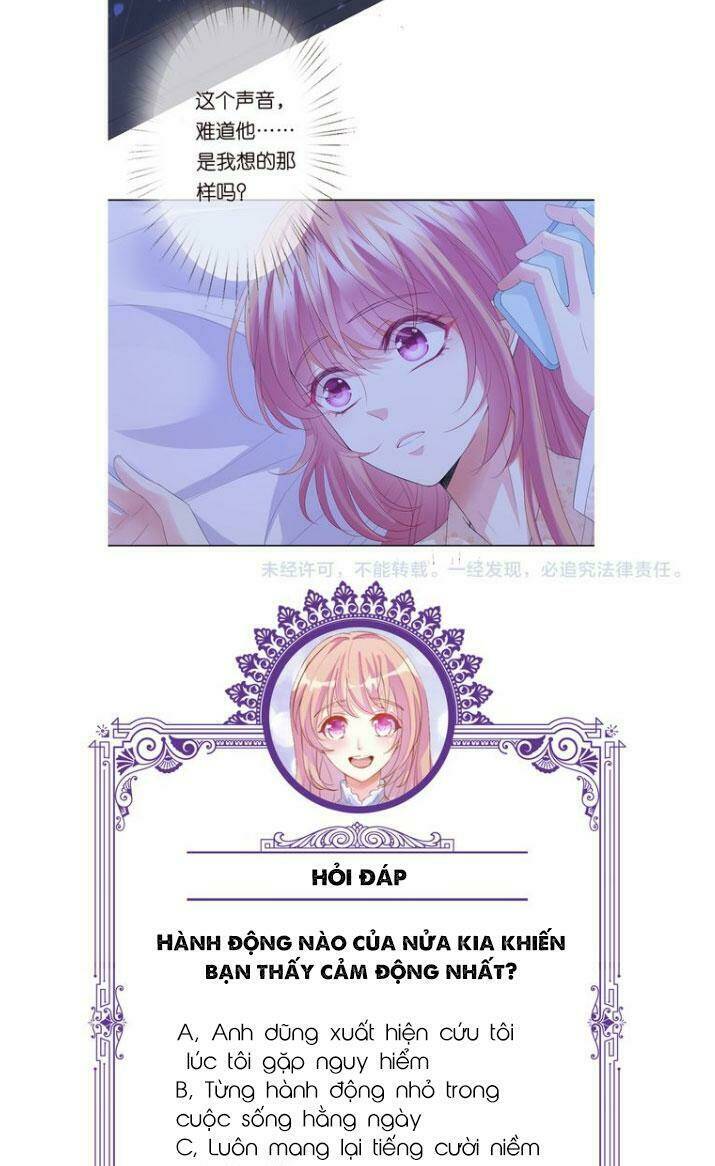 这个声音，
难道他……
是我想的那
样吗？
未经许可，不能转载。一经发现，必追究法律责任。
HỎI ĐÁP
HÀNH ĐỘNG NÀO CỦA NỬA KIA KHIẾN
BẠN THẤY CẢM ĐỘNG NHẤT?
A, Anh dũng xuất hiện cứu tôi
lúc tôi gặp nguy hiểm
B, Từng hành động nhỏ trong
cuộc sống hằng ngày
C, Luôn mang lại tiếng cười niềm